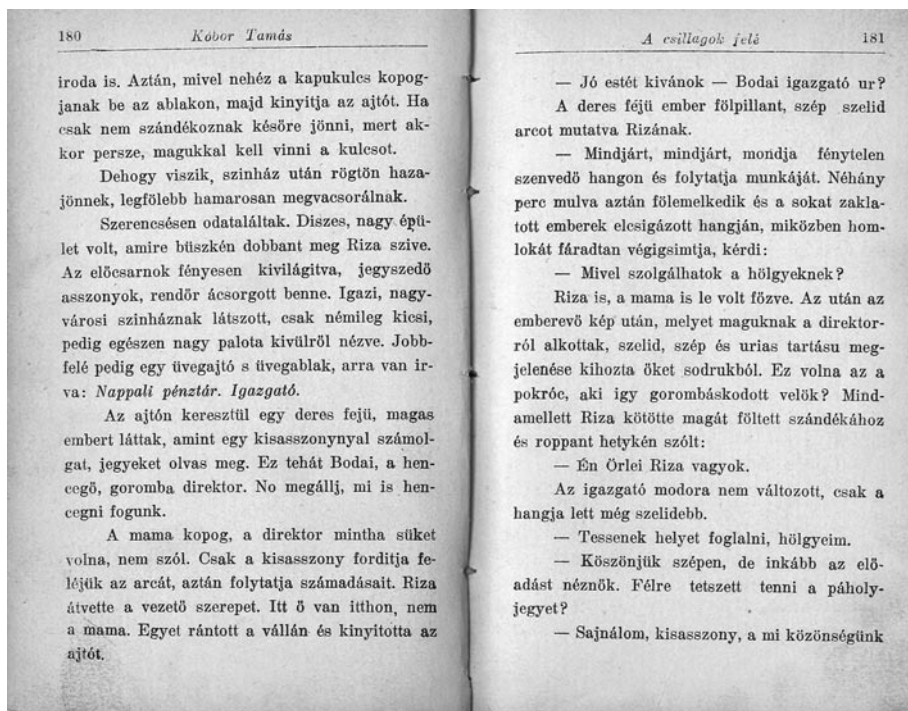 180 Kóbor Tamás
iroda is. Aztán, mivel nehéz a kapukulcs kopog-
janak be az ablakon, majd kinyitja az ajtót. Ha
csak nem szándékoznak későre jönni, mert ak-
kor persze, magukkal kell vinni a kulcsot.
Dehogy viszik, szinház után rögtön haza-
jönnek, legfölebb hamarosan megvacsorálnak.
Szerencsésen odataláltak. Diszes, nagy épü-
let volt, amire büszkén dobbant meg Riza szive.
Az előcsarnok fényesen kivilágitva, jegyszedő
asszonyok, rendőr ácsorgott benne. Igazi, nagy-
városi szinháznak látszott, csak némileg kicsi,
pedig egészen nagy palota kivülről nézve. Jobb-
felé pedig egy üvegajtó s üvegablak, arra van ir-
va: Nappali pénztár. Igazgató.
Az ajtón keresztül egy deres fejü, magas
embert láttak, amint egy kisasszonynyal számol-
gat, jegyeket olvas meg. Ez tehát Bodai, a hen-
cegő, goromba direktor. No megállj, mi is hen-
cegni fogunk.
A mama kopog, a direktor mintha süket
volna, nem szól. Csak a kisasszony forditja fe-
léjük az arcát, aztán folytatja számadásait. Riza
átvette a vezető szerepet. Itt ő van itthon, nem
a mama. Egyet rántott a vállán és kinyitotta az
ajtót.
A csillagok felé 181
— Jó estét kivánok — Bodai igazgató ur?
A deres féjü ember fölpillant, szép szelid
arcot mutatva Rizának.
— Mindjárt, mindjárt, mondja fénytelen
szenvedő hangon és folytatja munkáját. Néhány
perc mulva aztán fölemelkedik és a sokat zakla-
tott emberek elcsigázott hangján, miközben hom-
lokát fáradtan végigsimtja, kérdi:
— Mivel szolgálhatok a hölgyeknek?
Riza is, a mama is le volt főzve. Az után az
emberevő kép után, melyet maguknak a direktor-
ról alkottak, szelid, szép és urias tartásu meg-
jelenése kihozta őket sodrukból. Ez volna az a
pokróc, aki igy gorombáskodott velök? Mind-
amellett Riza kötötte magát föltett szándékához
és roppant hetykén szólt:
— Én Örlei Riza vagyok.
Az igazgató modora nem változott, csak a
hangja lett még szelidebb.
— Tessenek helyet foglalni, hölgyeim.
— Köszönjük szépen, de inkább az elő-
adást néznők. Félre tetszett tenni a páholy-
jegyet?
— Sajnálom, kisasszony, a mi közönségünk